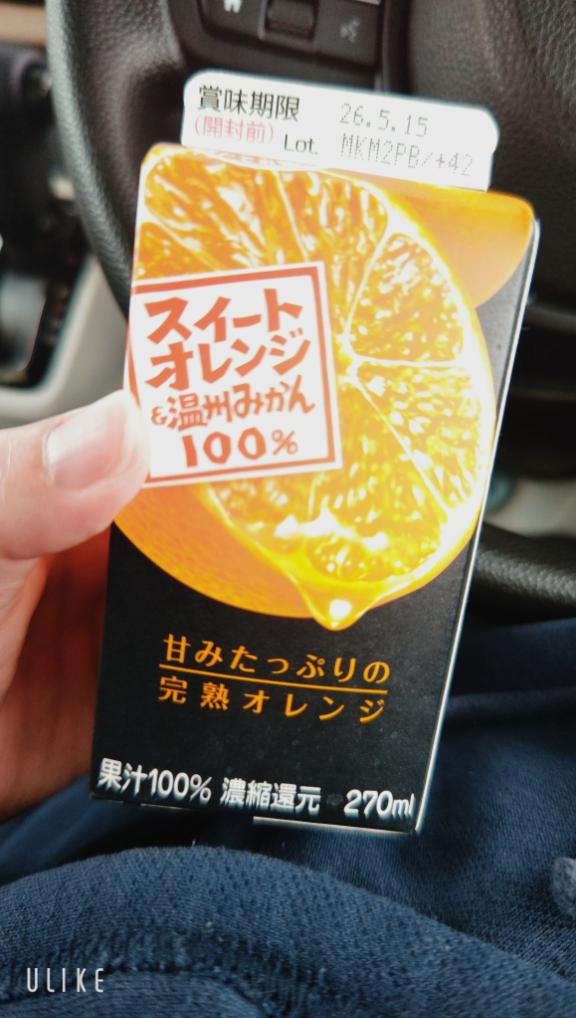 賞味期限 26.5.15
(開封前) Lot. MKM2PB/+42
スイート
オレンジ
&温州みかん
100%
甘みたっぷりの
完熟オレンジ
果汁100% 濃縮還元 270ml
ULIKE